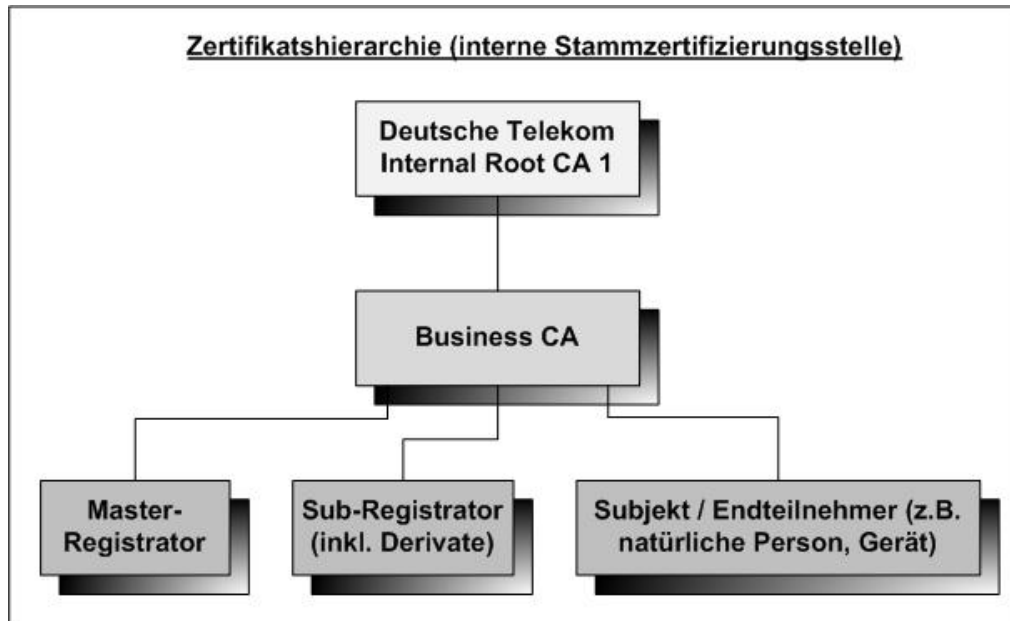 Zertifikatshierarchie (interne Stammzertifizierungsstelle)
Deutsche Telekom
Internal Root CA 1
Business CA
Master-
Registrator
Sub-Registrator
(inkl. Derivate)
Subjekt / Endteilnehmer (z.B.
natürliche Person, Gerät)